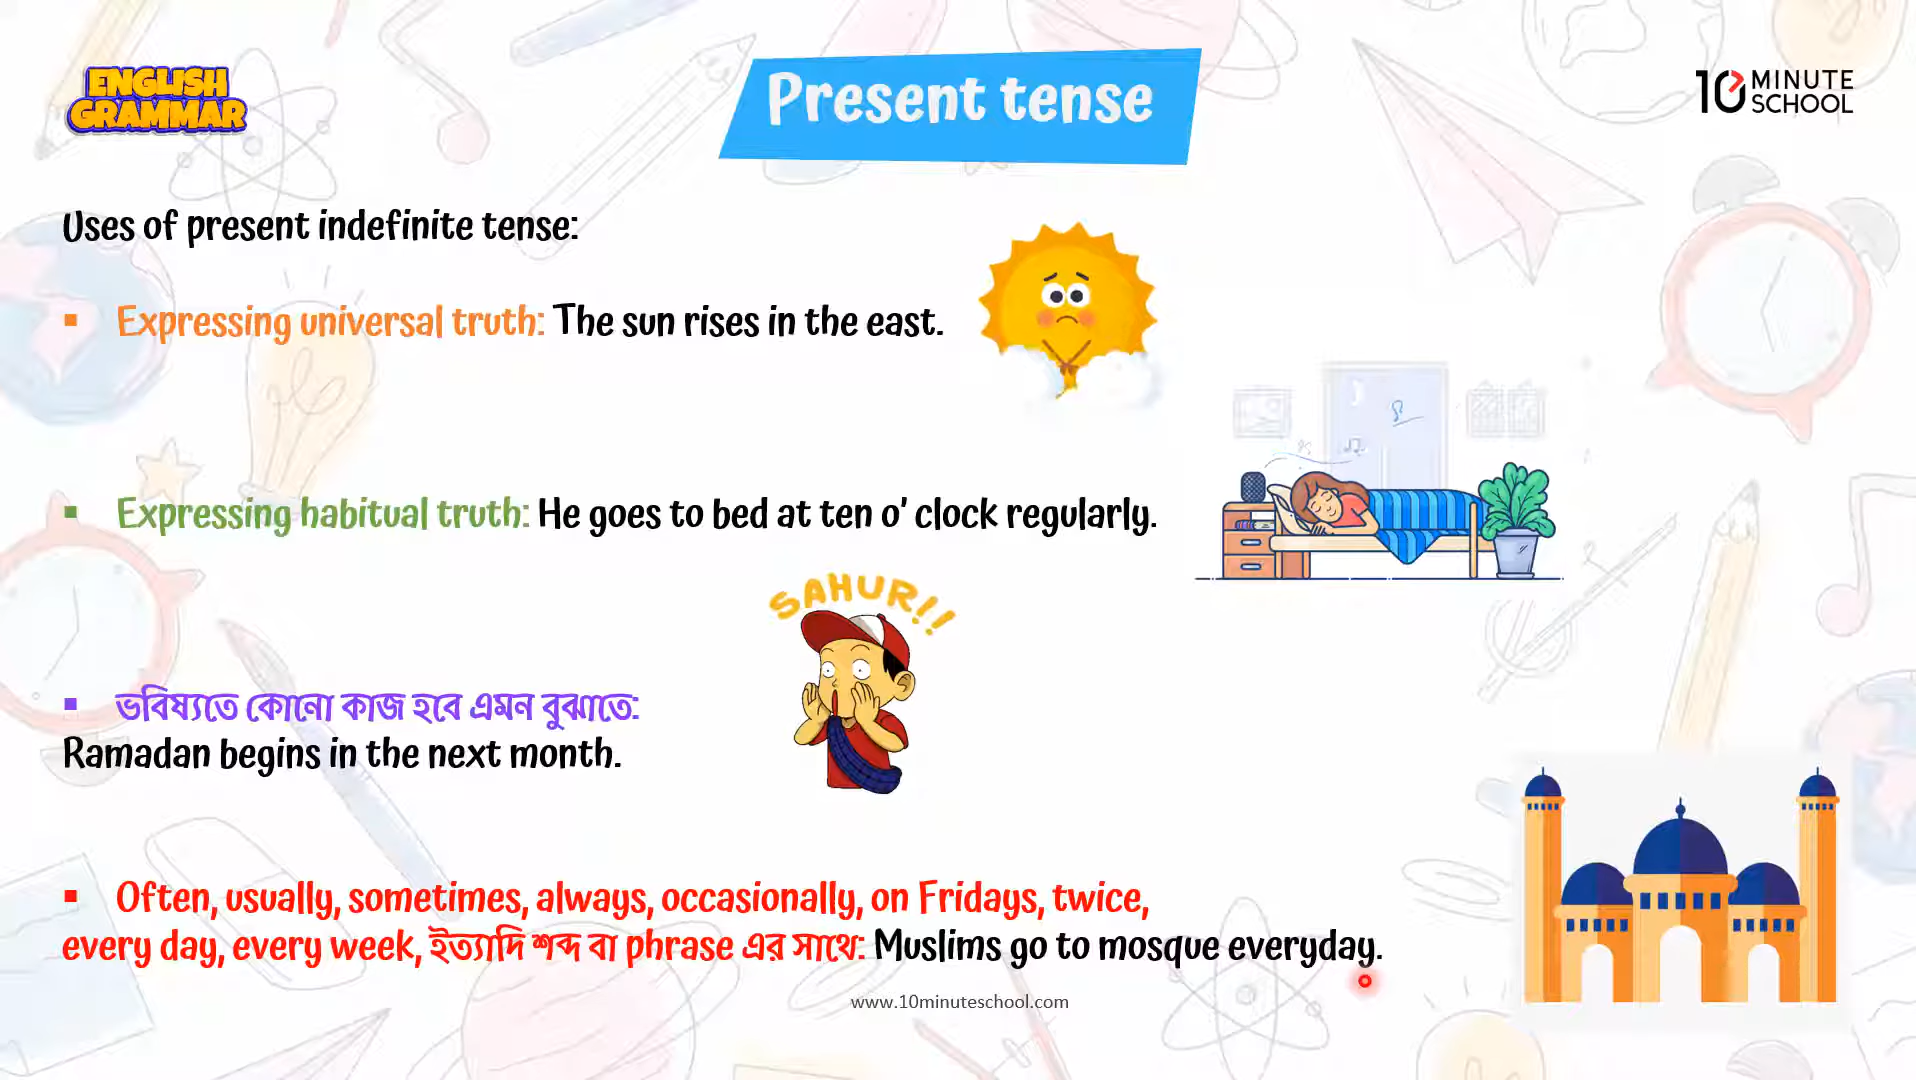 ENGLISH
GRAMMAR
Present tense
10 MINUTE
SCHOOL
Uses of present indefinite tense:
▪ Expressing universal truth: The sun rises in the east.
▪ Expressing habitual truth: He goes to bed at ten o' clock regularly.
SAHUR!!
▪ ভবিষ্যতে কোনো কাজ হবে এমন বুঝাতে:
Ramadan begins in the next month.
▪ Often, usually, sometimes, always, occasionally, on Fridays, twice,
every day, every week, ইত্যাদি শব্দ বা phrase এর সাথে: Muslims go to mosque everyday.
www.10minuteschool.com